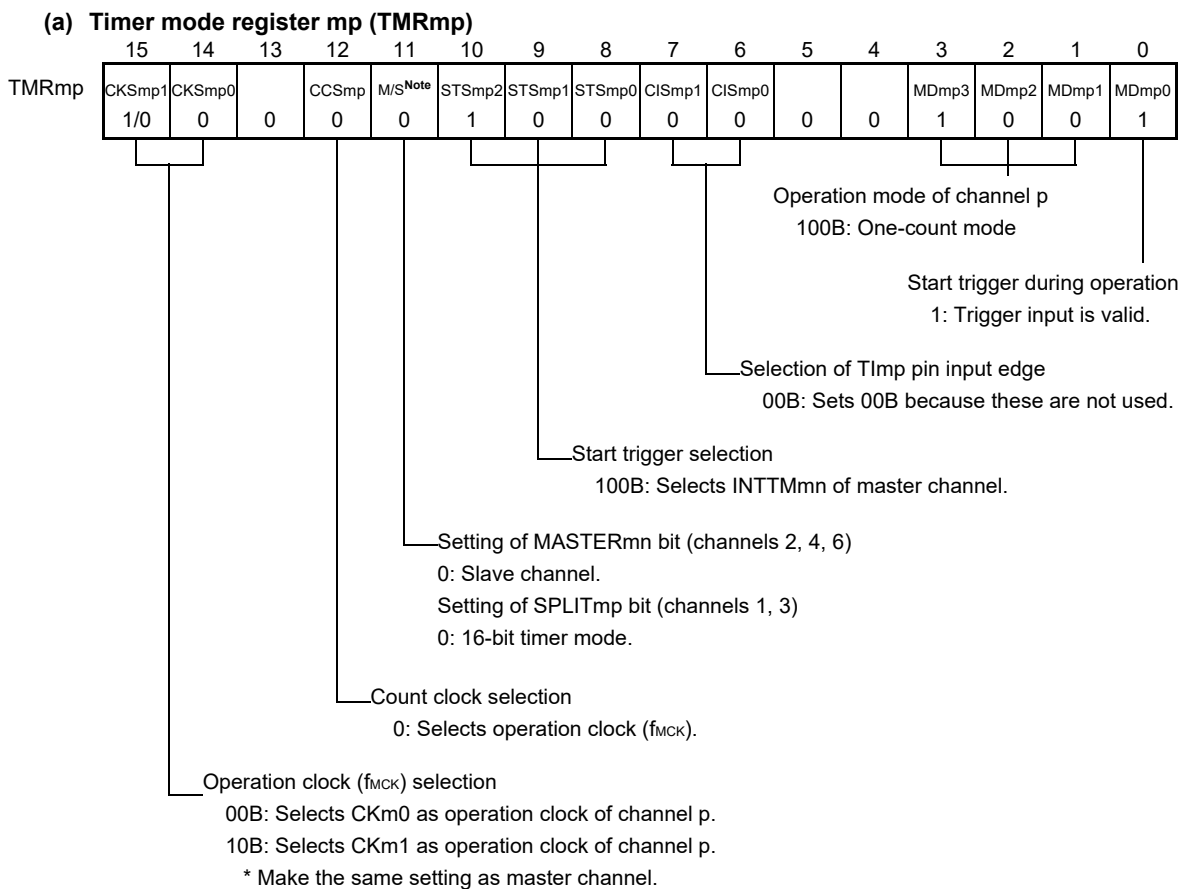 (a) Timer mode register mp (TMRmp)
15 14 13 12 11 10 9 8 7 6 5 4 3 2 1 0
TMRmp CKSmp1 CKSmp0 CCSmp M/SNote STSmp2 STSmp1 STSmp0 CISmp1 CISmp0 MDmp3 MDmp2 MDmp1 MDmp0
1/0 0 0 0 0 1 0 0 0 0 0 0 1 0 0 1
Operation mode of channel p
100B: One-count mode
Start trigger during operation
1: Trigger input is valid.
Selection of TImp pin input edge
00B: Sets 00B because these are not used.
Start trigger selection
100B: Selects INTTMmn of master channel.
Setting of MASTERmn bit (channels 2, 4, 6)
0: Slave channel.
Setting of SPLITmp bit (channels 1, 3)
0: 16-bit timer mode.
Count clock selection
0: Selects operation clock (fMCK).
Operation clock (fMCK) selection
00B: Selects CKm0 as operation clock of channel p.
10B: Selects CKm1 as operation clock of channel p.
* Make the same setting as master channel.